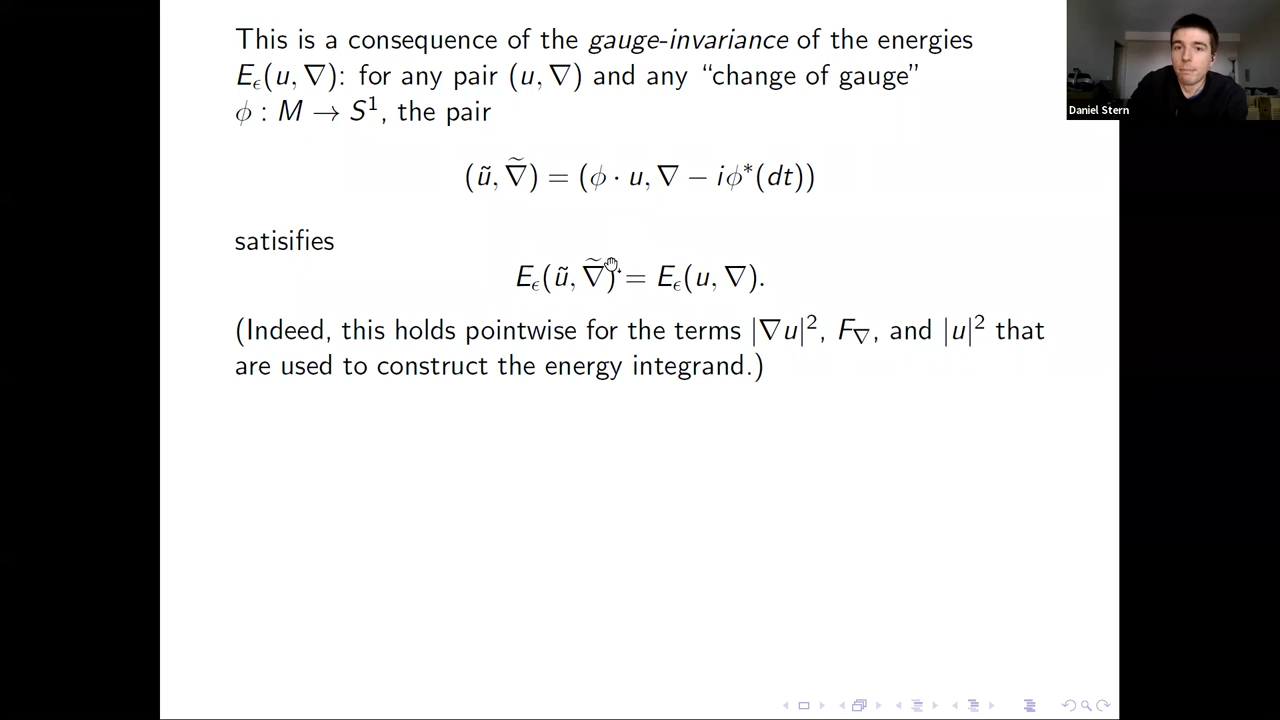 This is a consequence of the gauge-invariance of the energies
E_ϵ(u, ∇): for any pair (u, ∇) and any “change of gauge”
ϕ : M → S^1, the pair
(ũ, ∇̃) = (ϕ · u, ∇ − iϕ*(dt))
satisifies
E_ϵ(ũ, ∇̃) = E_ϵ(u, ∇).
(Indeed, this holds pointwise for the terms |∇u|^2, F_∇, and |u|^2 that
are used to construct the energy integrand.)
Daniel Stern